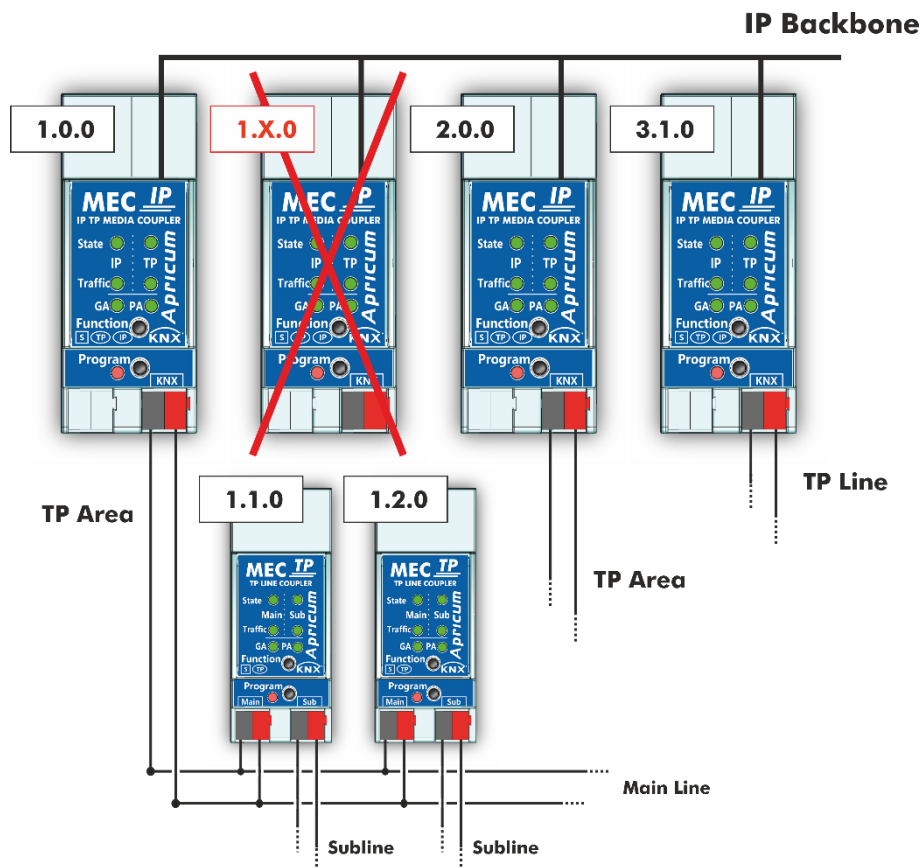 IP Backbone
1.0.0
1.X.0
2.0.0
3.1.0
MEC IP
IP TP MEDIA COUPLER
State
IP TP
Traffic
GA PA
Apricum
Function
S TP IP
KNX
Program
KNX
MEC IP
IP TP MEDIA COUPLER
State
IP TP
Traffic
GA PA
Apricum
Function
S TP IP
KNX
Program
KNX
MEC IP
IP TP MEDIA COUPLER
State
IP TP
Traffic
GA PA
Apricum
Function
S TP IP
KNX
Program
KNX
MEC IP
IP TP MEDIA COUPLER
State
IP TP
Traffic
GA PA
Apricum
Function
S TP IP
KNX
Program
KNX
TP Area
1.1.0
1.2.0
TP Area
TP Line
MEC TP
TP LINE COUPLER
State
Main Sub
Traffic
GA PA
Apricum
Function
S TP
KNX
Program
Main Sub
MEC TP
TP LINE COUPLER
State
Main Sub
Traffic
GA PA
Apricum
Function
S TP
KNX
Program
Main Sub
Main Line
Subline
Subline